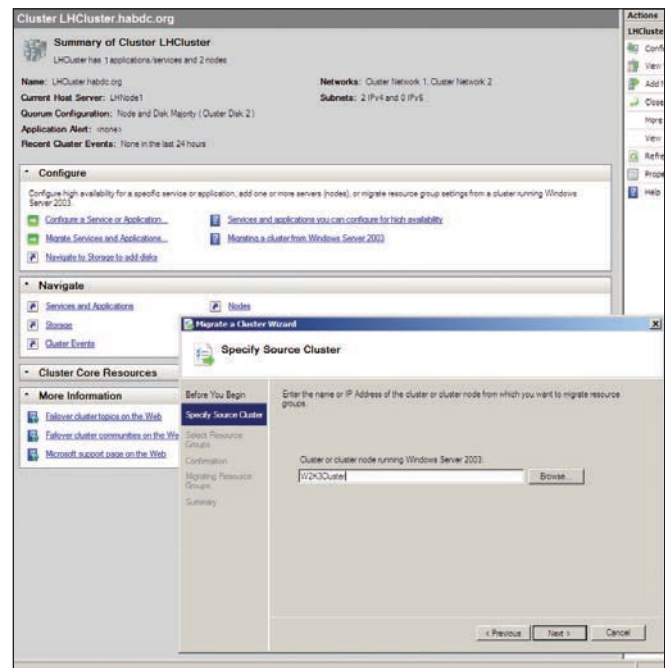 Cluster LHCluster.habdc.org
Summary of Cluster LHCluster
LHCluster has 1 applications/services and 2 nodes
Name: LHCluster.habdc.org
Networks: Cluster Network 1, Cluster Network 2
Current Host Server: LHNode1
Subnets: 2 IPv4 and 0 IPv6
Quorum Configuration: Node and Disk Majority (Cluster Disk 2)
Application Alert: <none>
Recent Cluster Events: None in the last 24 hours
Configure
Configure high availability for a specific service or application, add one or more servers (nodes), or migrate resource group settings from a cluster running Windows
Server 2003.
Configure a Service or Application...
Services and applications you can configure for high availability
Migrate Services and Applications...
Migrating a cluster from Windows Server 2003
Navigate to Storage to add disks
Navigate
Services and Applications
Nodes
Storage
Cluster Events
Cluster Core Resources
More Information
Failover cluster topics on the Web
Failover cluster communities on the We
Microsoft support page on the Web
Actions
LHCluste
Confi
View
Add
Close
More
View
Refre
Prope
Help
Migrate a Cluster Wizard
Specify Source Cluster
Before You Begin
Specify Source Cluster
Select Resource
Groups
Confirmation
Migrating Resource
Groups
Summary
Enter the name or IP Address of the cluster or cluster node from which you want to migrate resource
groups.
Cluster or cluster node running Windows Server 2003:
W2K3Cluster
Browse...
< Previous
Next >
Cancel